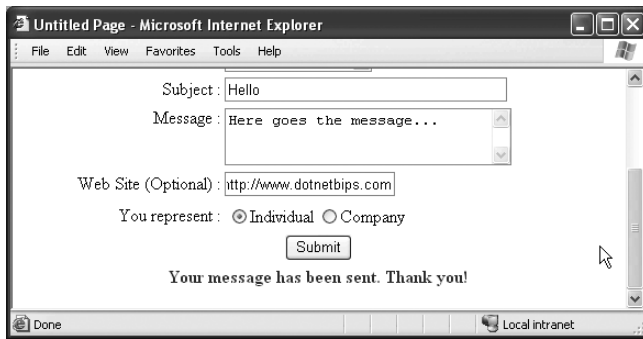 Untitled Page - Microsoft Internet Explorer
File Edit View Favorites Tools Help
Subject : Hello
Message : Here goes the message...
Web Site (Optional) : http://www.dotnetbips.com
You represent : Individual Company
Submit
Your message has been sent. Thank you!
Done Local intranet